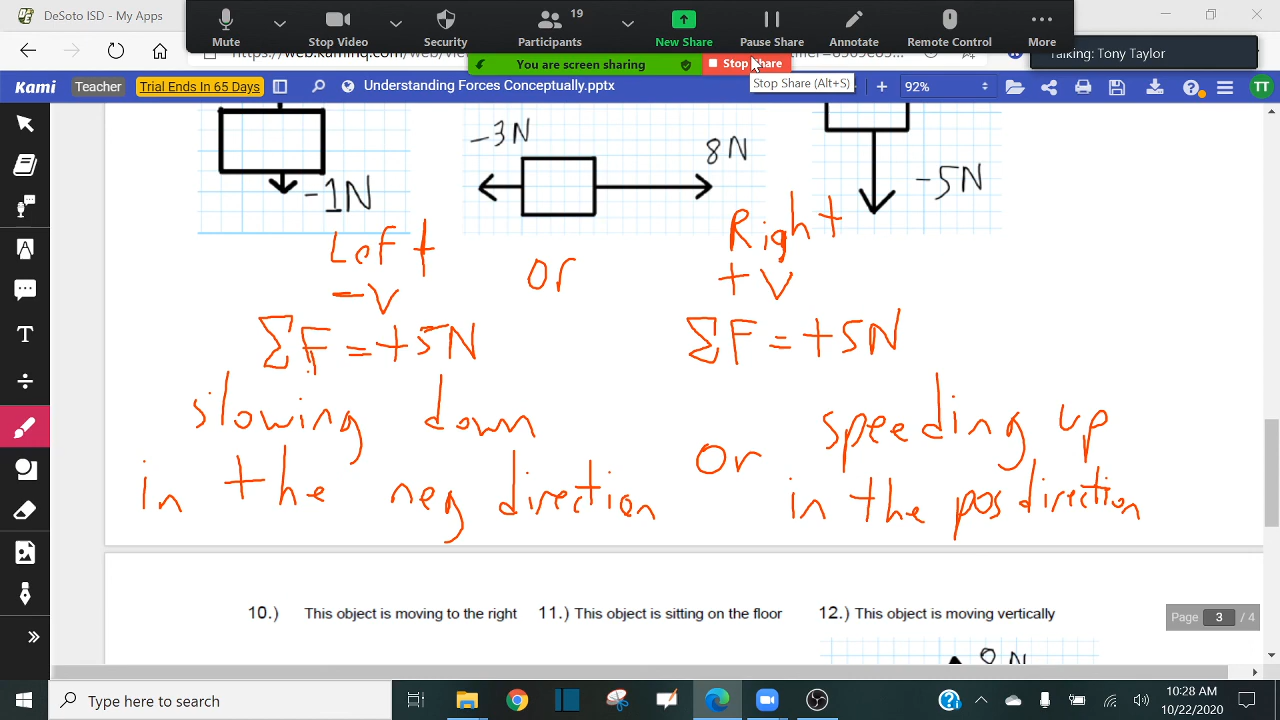 DeSoto ISD - My Apps
Mute
Stop Video
Security
19
Participants
New Share
Pause Share
Annotate
Remote Control
More
Talking: Tony Taylor
You are screen sharing
Stop Share
Stop Share (Alt+S)
Kami
Teacher
Trial Ends In 65 Days
Understanding Forces Conceptually.pptx
92%
TT
-1N
-3N
8N
-5N
Left or Right
-V +V
ΣF = +5N ΣF = +5N
slowing down or speeding up
in the neg direction in the pos direction
10.) This object is moving to the right 11.) This object is sitting on the floor 12.) This object is moving vertically
Page 3 / 4
Type here to search
10:28 AM
10/22/2020